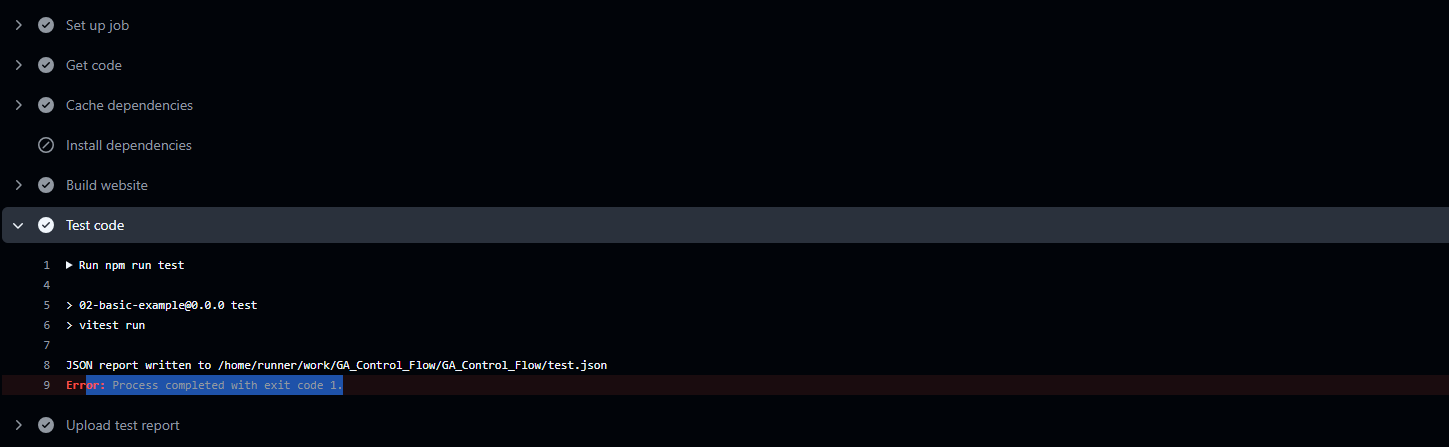 Set up job
Get code
Cache dependencies
Install dependencies
Build website
Test code
1 Run npm run test
4
5 > 02-basic-example@0.0.0 test
6 > vitest run
7
8 JSON report written to /home/runner/work/GA_Control_Flow/GA_Control_Flow/test.json
9 Error: Process completed with exit code 1.
Upload test report